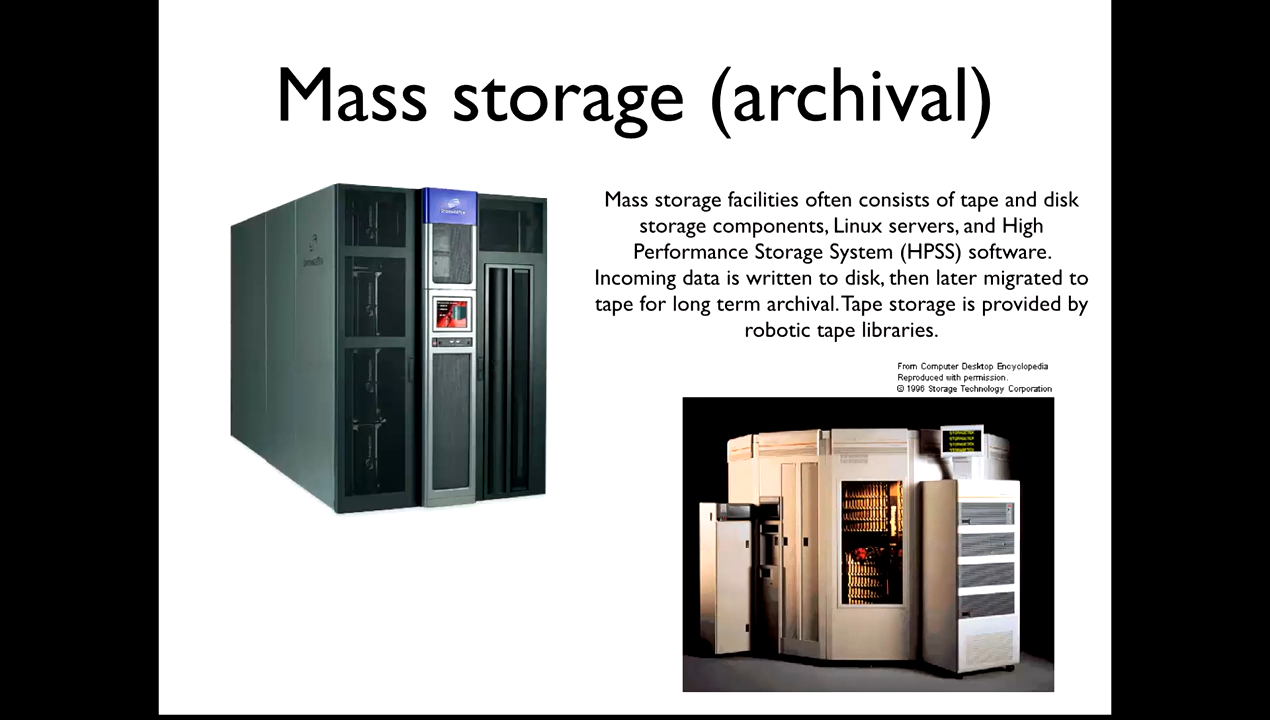 Mass storage (archival)
Mass storage facilities often consists of tape and disk
storage components, Linux servers, and High
Performance Storage System (HPSS) software.
Incoming data is written to disk, then later migrated to
tape for long term archival. Tape storage is provided by
robotic tape libraries.
From Computer Desktop Encyclopedia
Reproduced with permission.
© 1996 Storage Technology Corporation